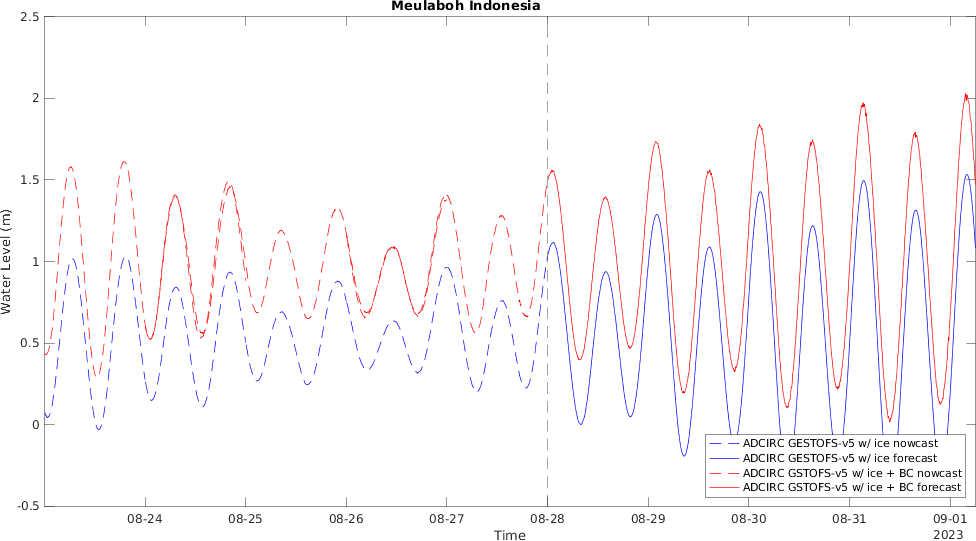 Meulaboh Indonesia
2.5
2
1.5
1
0.5
0
-0.5
Water Level (m)
08-24
08-25
08-26
08-27
08-28
08-29
08-30
08-31
09-01
2023
Time
ADCIRC GESTOFS-v5 w/ ice nowcast
ADCIRC GESTOFS-v5 w/ ice forecast
ADCIRC GSTOFS-v5 w/ ice + BC nowcast
ADCIRC GSTOFS-v5 w/ ice + BC forecast